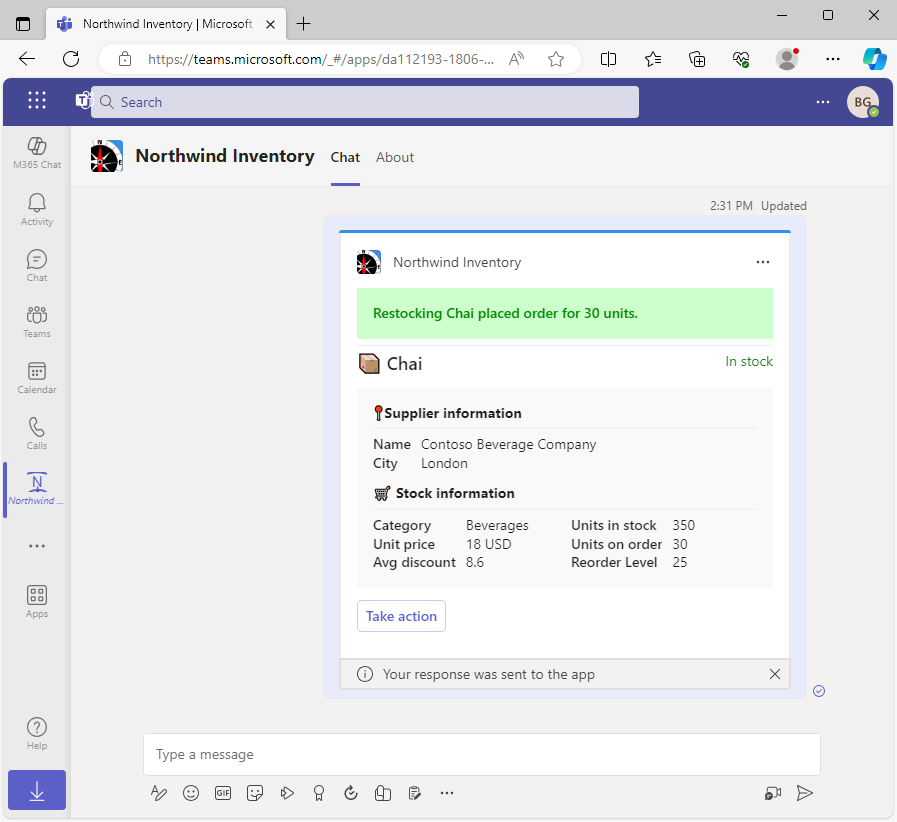 Northwind Inventory | Microsoft
https://teams.microsoft.com/_#/apps/da112193-1806-...
Search
BG
M365 Chat
Activity
Chat
Teams
Calendar
Calls
N
Northwind ...
Apps
Help
Northwind Inventory Chat About
2:31 PM Updated
Northwind Inventory
Restocking Chai placed order for 30 units.
Chai In stock
Supplier information
Name Contoso Beverage Company
City London
Stock information
Category Beverages Units in stock 350
Unit price 18 USD Units on order 30
Avg discount 8.6 Reorder Level 25
Take action
Your response was sent to the app
Type a message
GIF